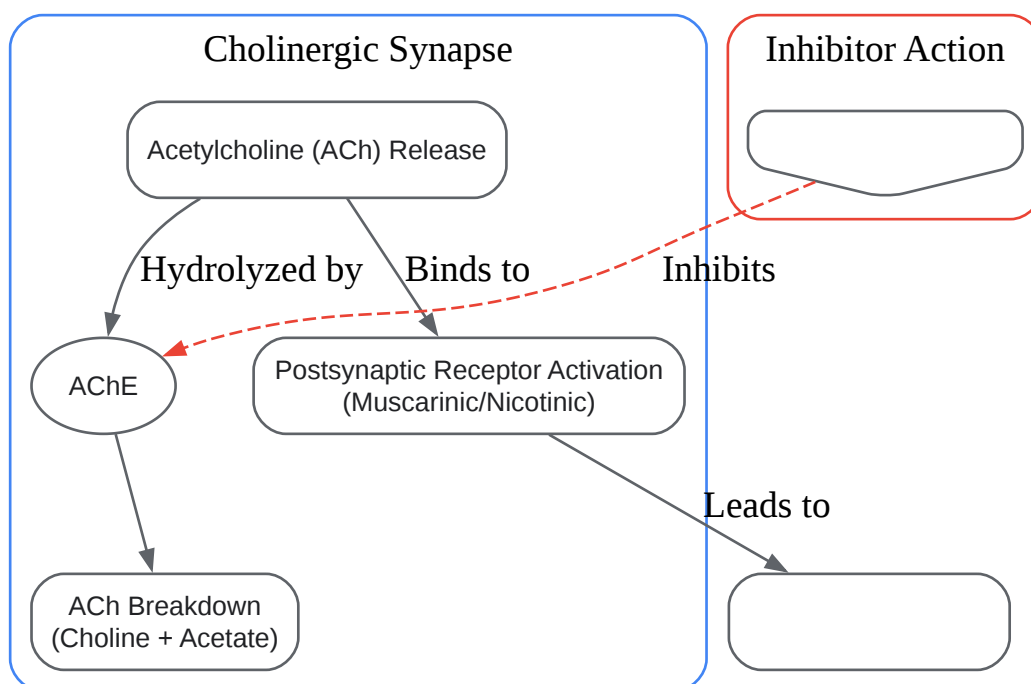 Cholinergic Synapse
Inhibitor Action
Acetylcholine (ACh) Release
Hydrolyzed by
Binds to
Inhibits
AChE
Postsynaptic Receptor Activation
(Muscarinic/Nicotinic)
Leads to
ACh Breakdown
(Choline + Acetate)